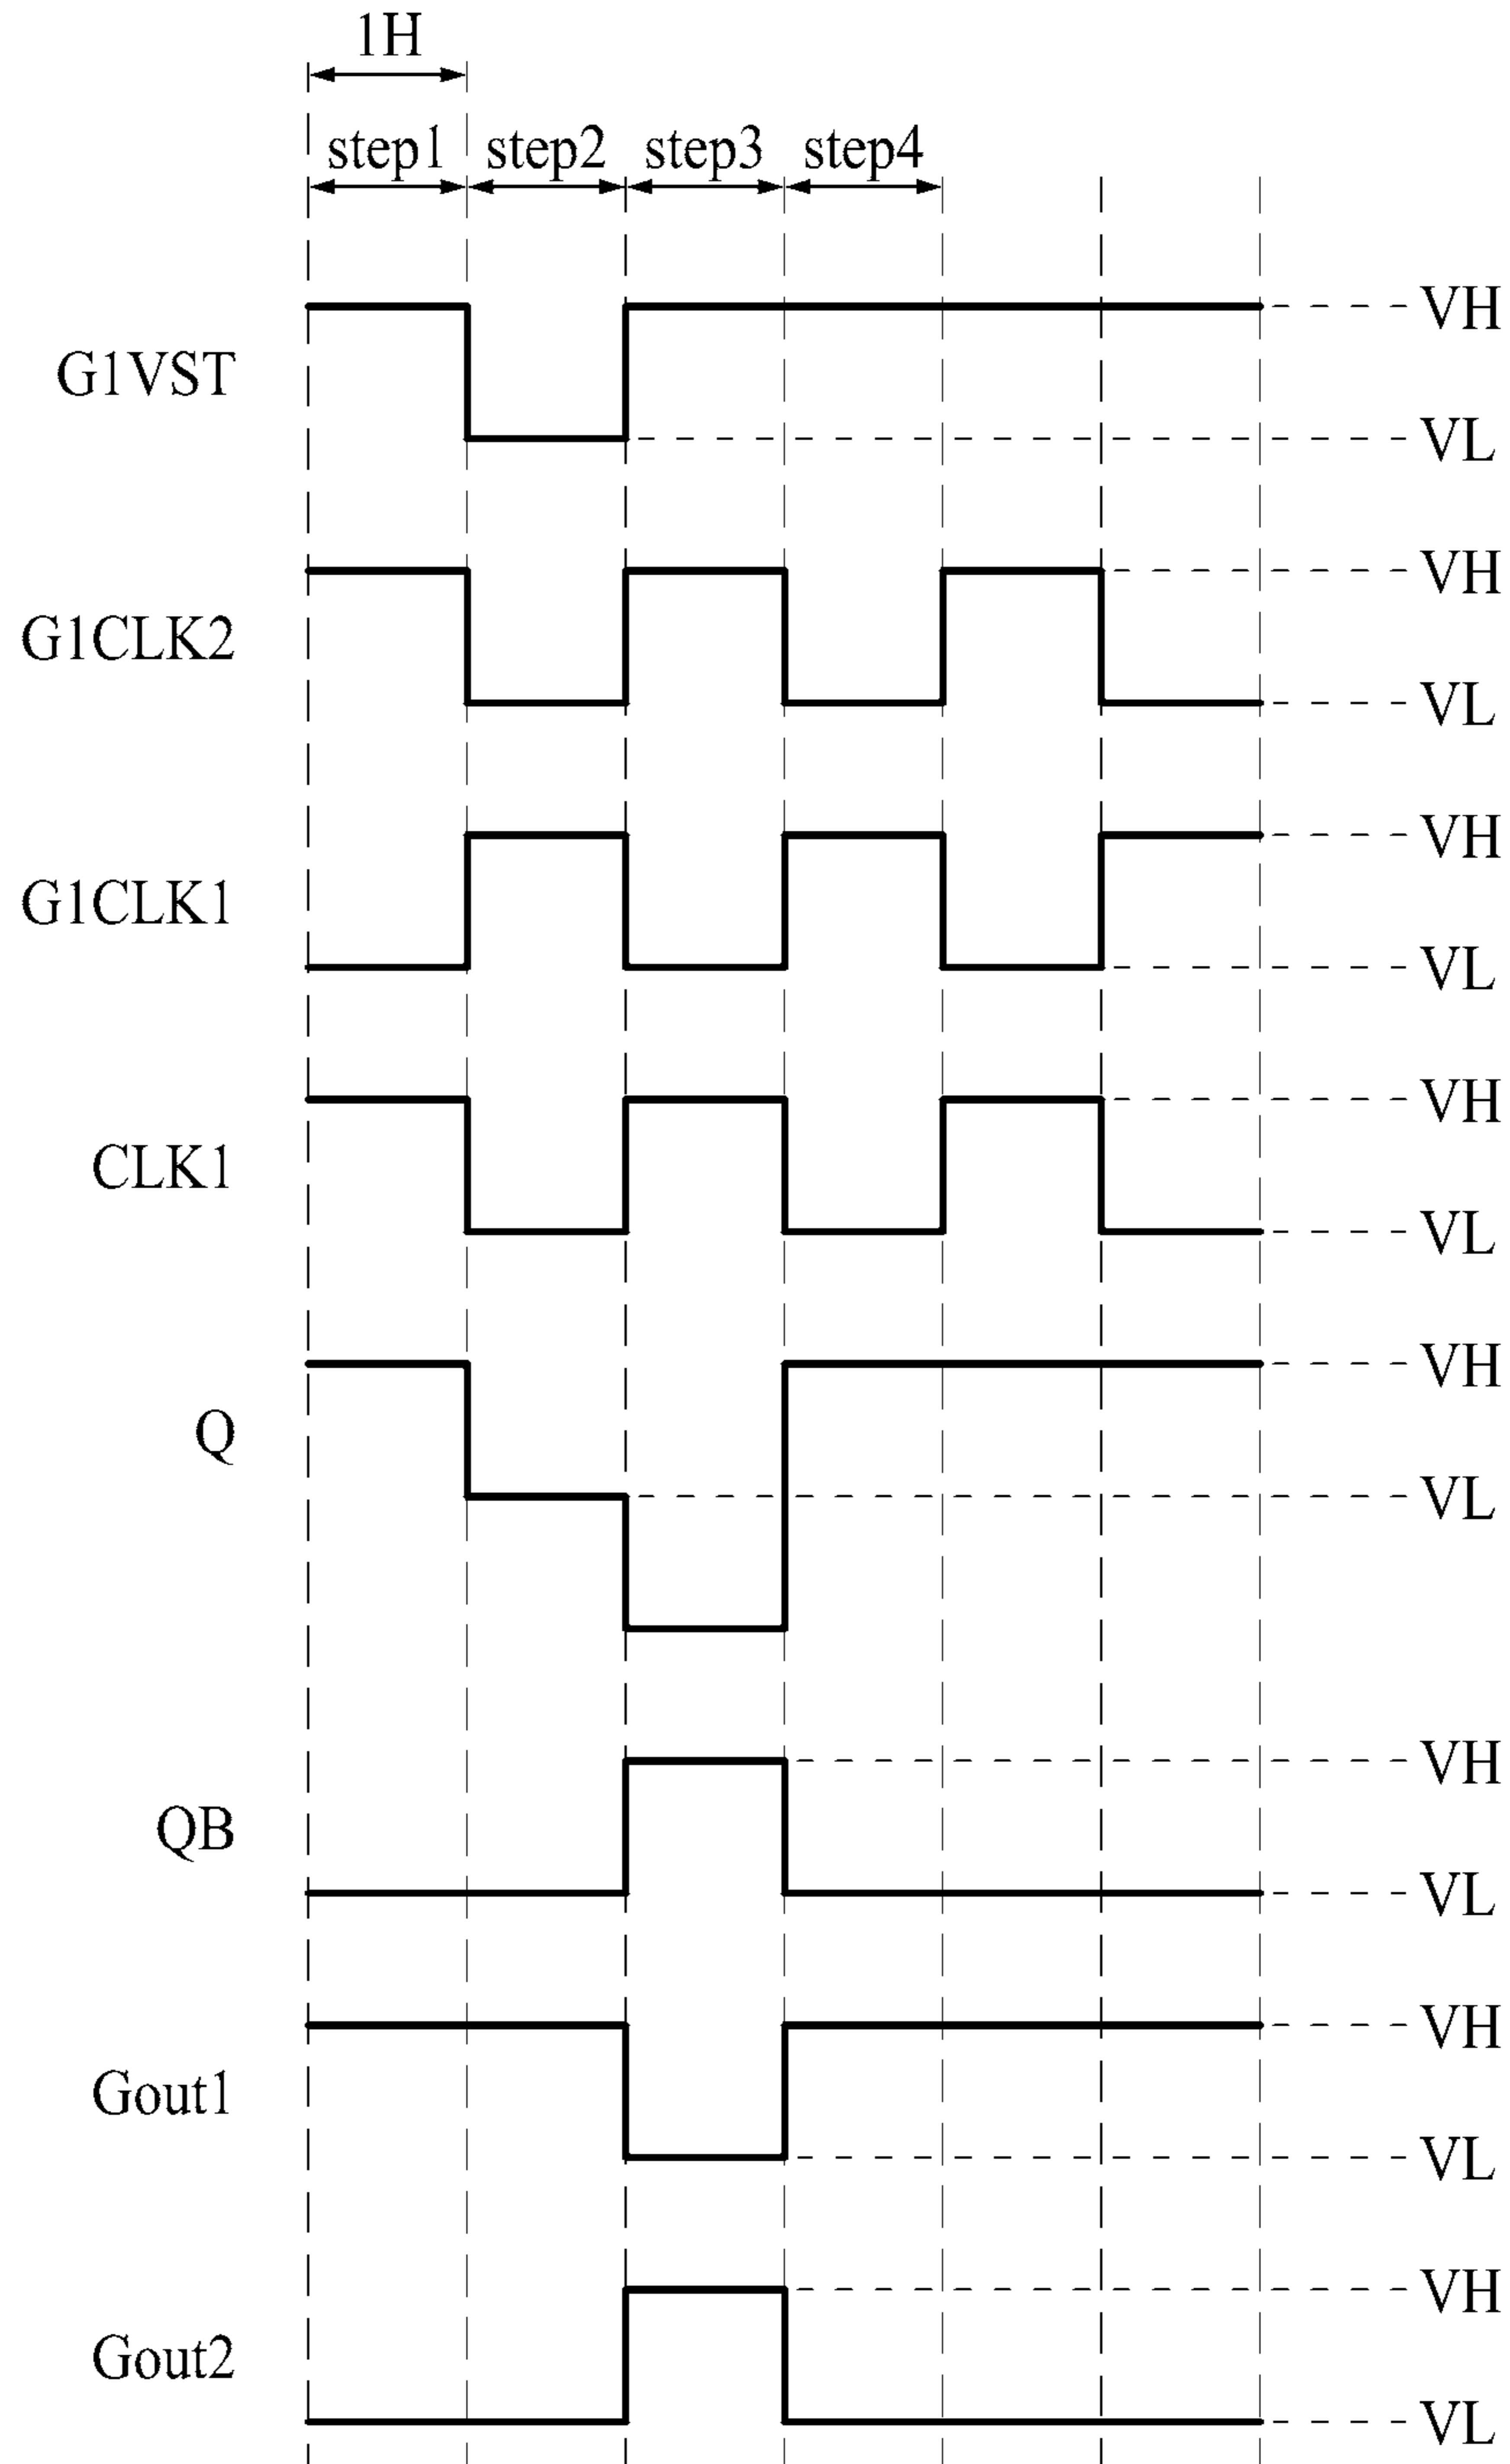 1H
step1 step2 step3 step4
VH
G1VST
VL
VH
G1CLK2
VL
VH
G1CLK1
VL
VH
CLK1
VL
VH
Q
VL
VH
QB
VL
VH
Gout1
VL
VH
Gout2
VL